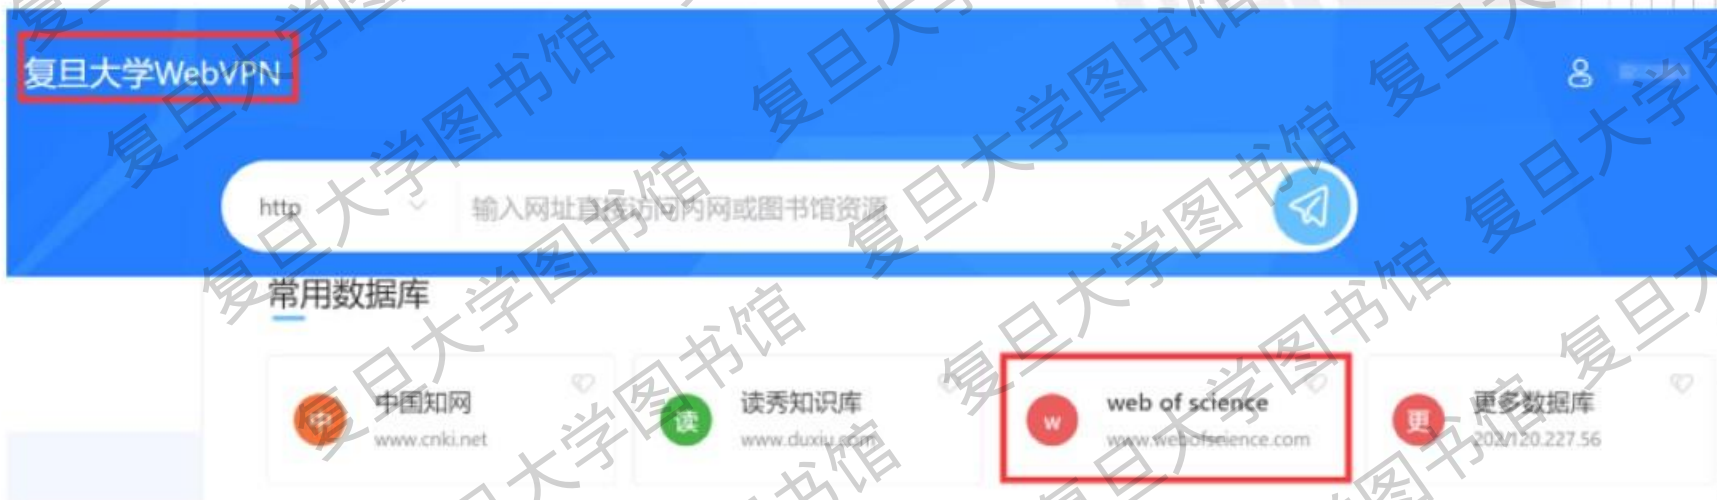 复旦大学WebVPN
http
输入网址直接访问内网或图书馆资源
常用数据库
中国知网
www.cnki.net
读秀知识库
www.duxiu.com
web of science
www.webofscience.com
更多数据库
202.120.227.56
中
读
w
更
复旦大学图书馆